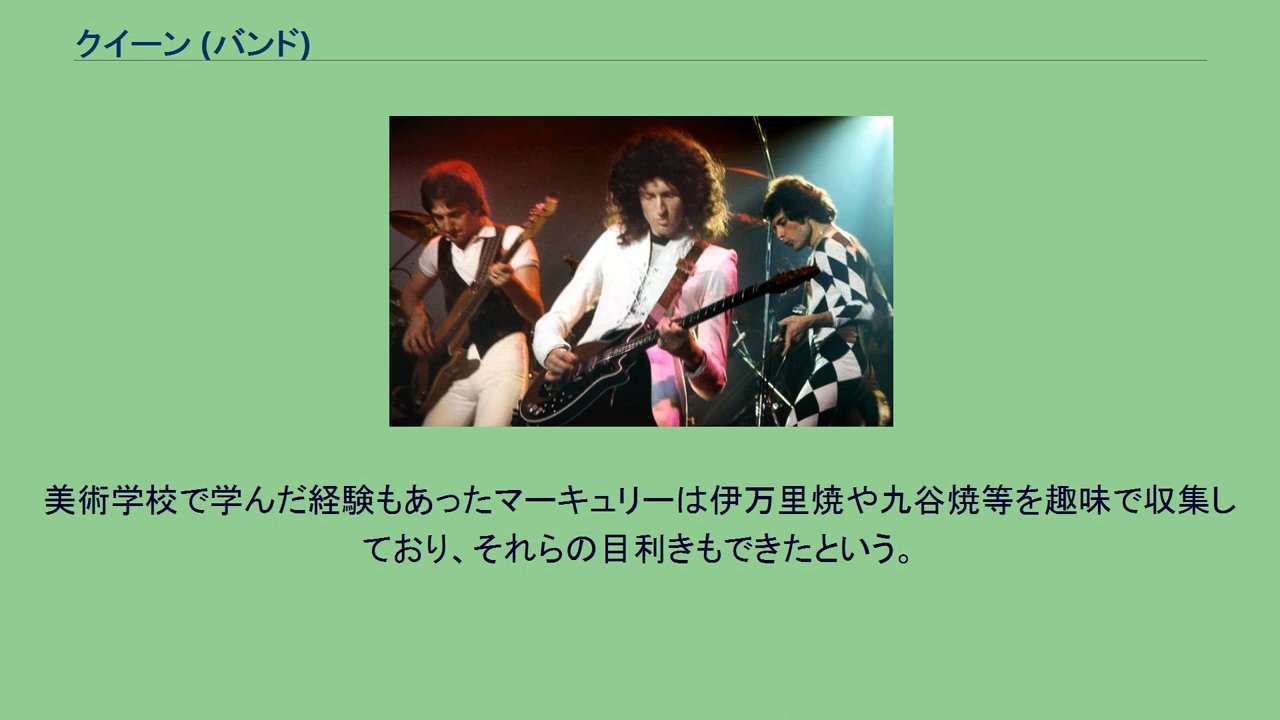 クイーン (バンド)
美術学校で学んだ経験もあったマーキュリーは伊万里焼や九谷焼等を趣味で収集し
ており、それらの目利きもできたという。